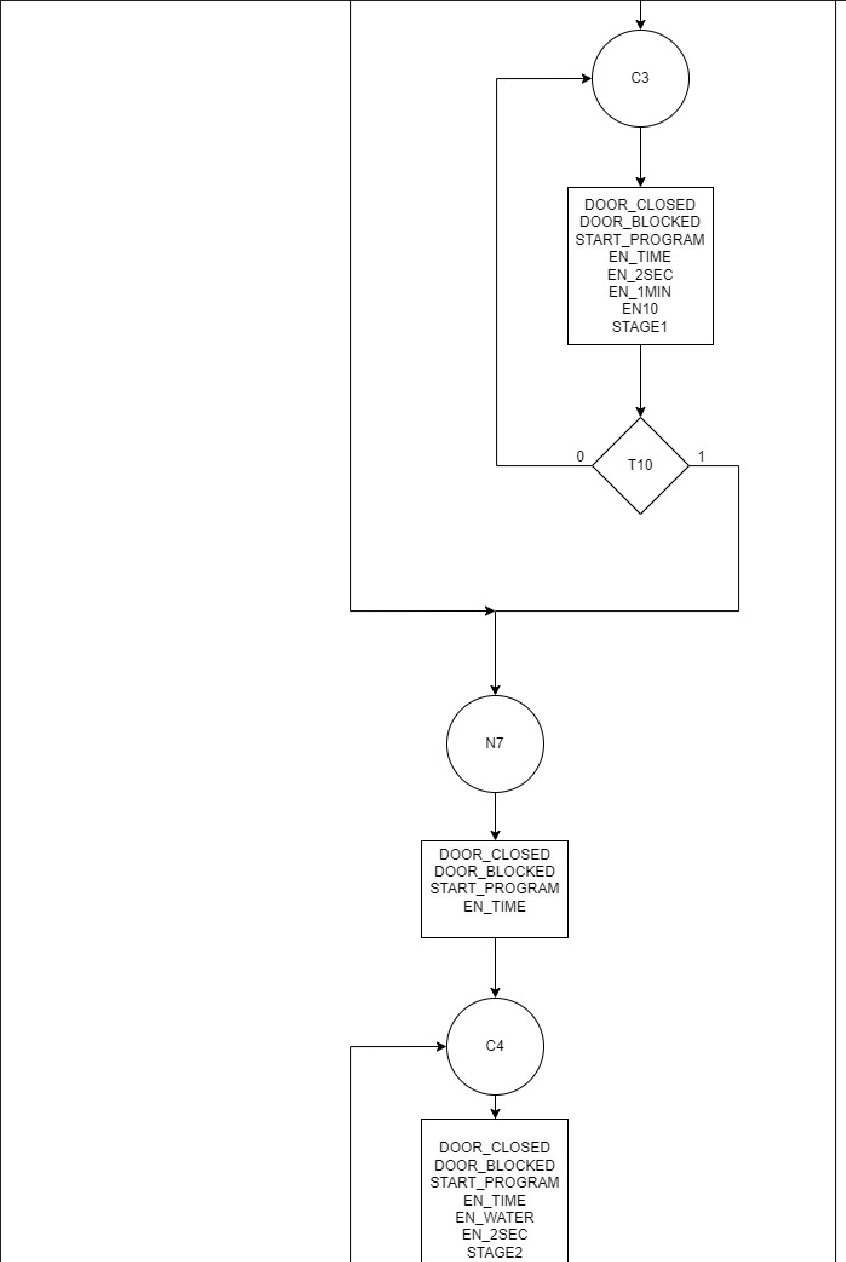 C3
DOOR_CLOSED
DOOR_BLOCKED
START_PROGRAM
EN_TIME
EN_2SEC
EN_1MIN
EN10
STAGE1
0
T10
1
N7
DOOR_CLOSED
DOOR_BLOCKED
START_PROGRAM
EN_TIME
C4
DOOR_CLOSED
DOOR_BLOCKED
START_PROGRAM
EN_TIME
EN_WATER
EN_2SEC
STAGE2